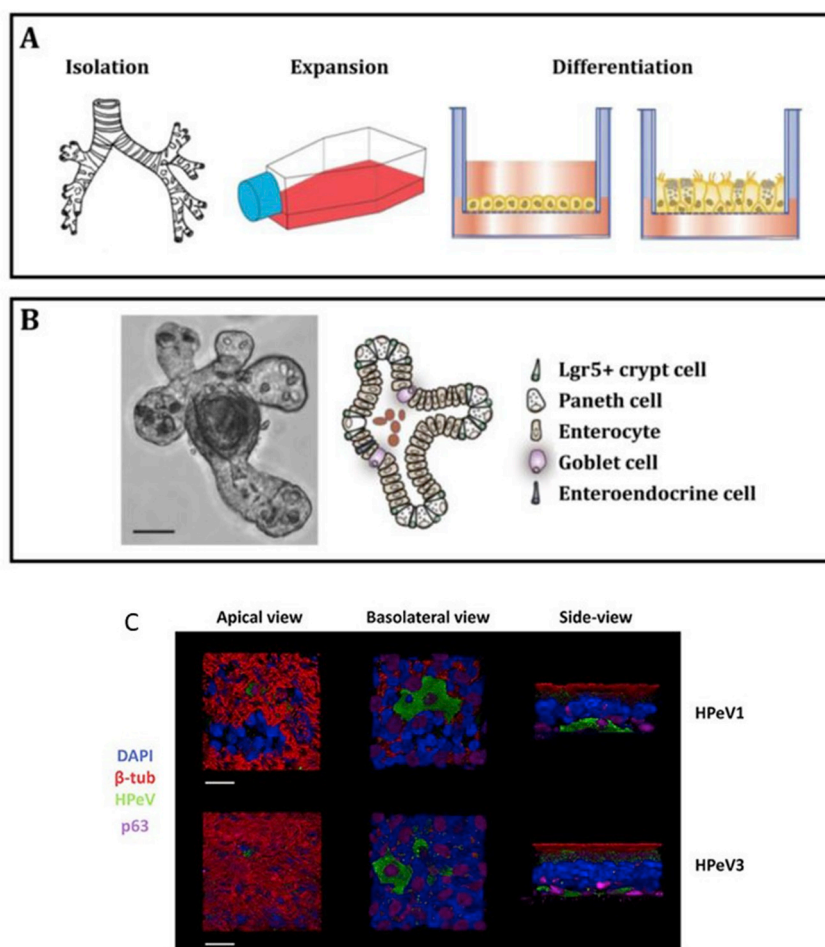 A
Isolation
Expansion
Differentiation
B
Lgr5+ crypt cell
Paneth cell
Enterocyte
Goblet cell
Enteroendocrine cell
C
Apical view
Basolateral view
Side-view
DAPI
β-tub
HPeV
p63
HPeV1
HPeV3